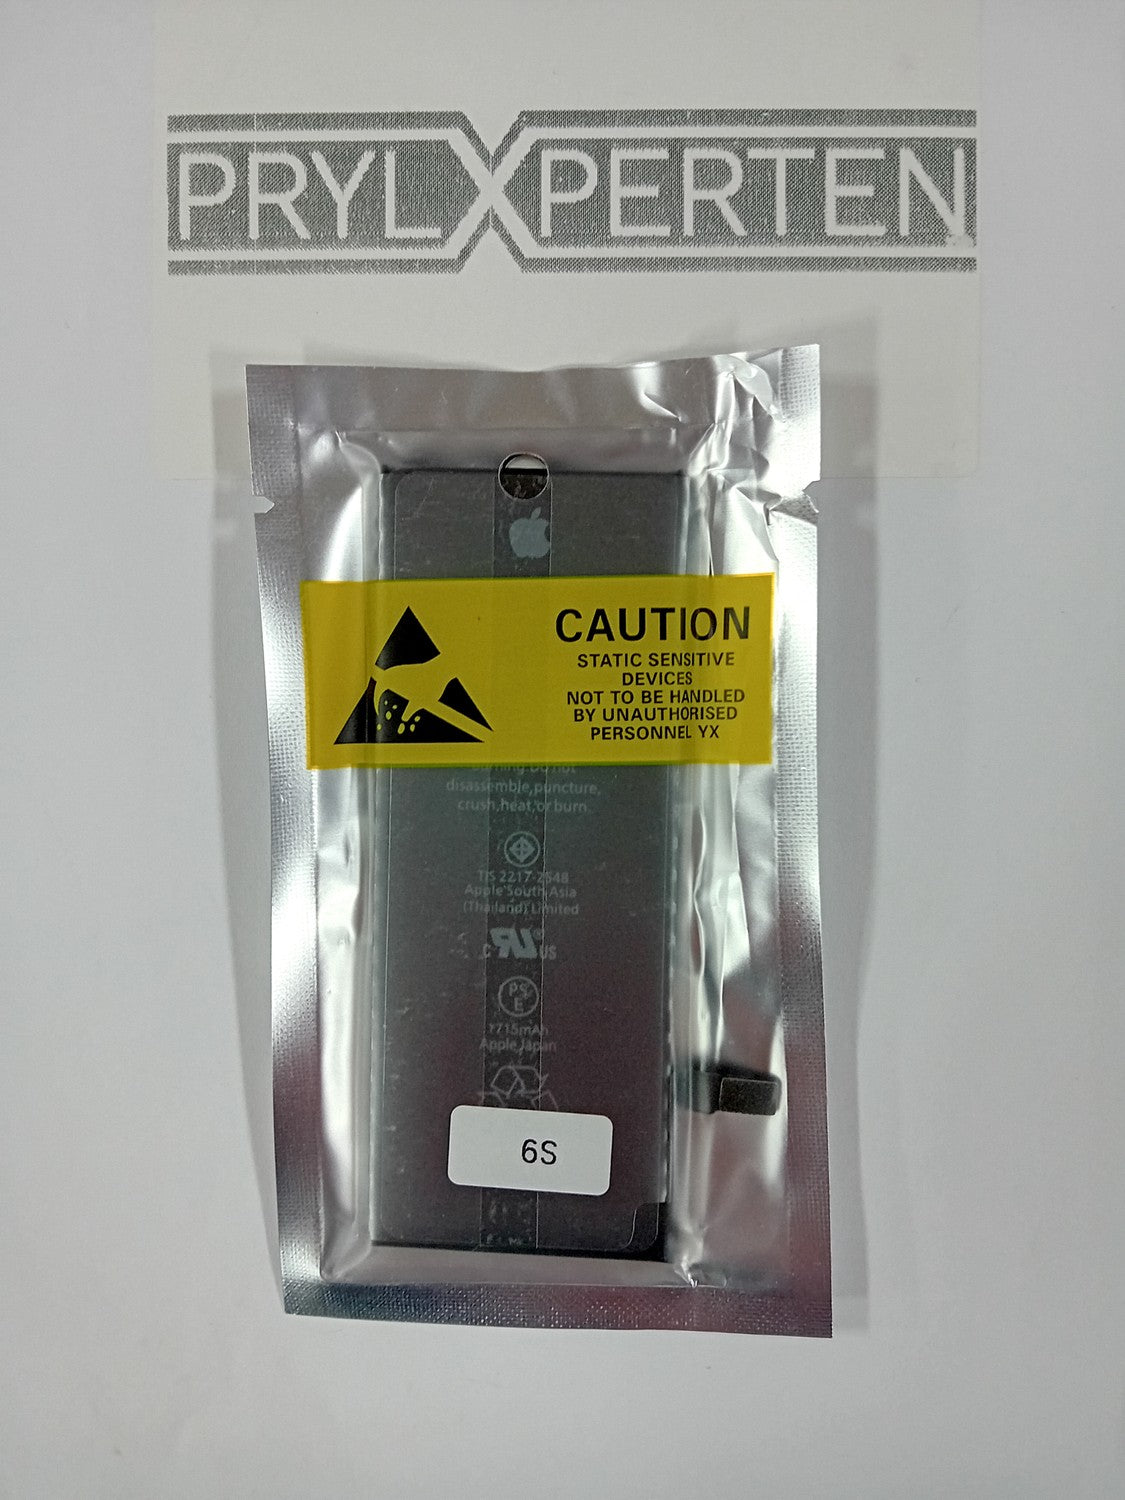 PRYLXPERTEN
CAUTION
STATIC SENSITIVE
DEVICES
NOT TO BE HANDLED
BY UNAUTHORISED
PERSONNEL YX
disassemble,puncture,
crush,heat,or burn.
TIS 2217-2548
Apple South Asia
(Thailand) Limited
PS
E
1715mAh
Apple Japan
6S